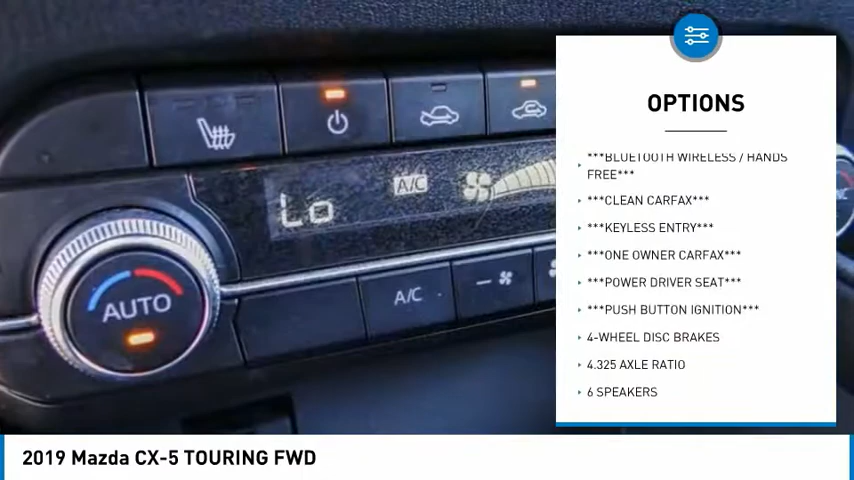 Lo
A/C
AUTO
A/C
OPTIONS
***BLUETOOTH WIRELESS / HANDS
FREE***
***CLEAN CARFAX***
***KEYLESS ENTRY***
***ONE OWNER CARFAX***
***POWER DRIVER SEAT***
***PUSH BUTTON IGNITION***
4-WHEEL DISC BRAKES
4.325 AXLE RATIO
6 SPEAKERS
2019 Mazda CX-5 TOURING FWD